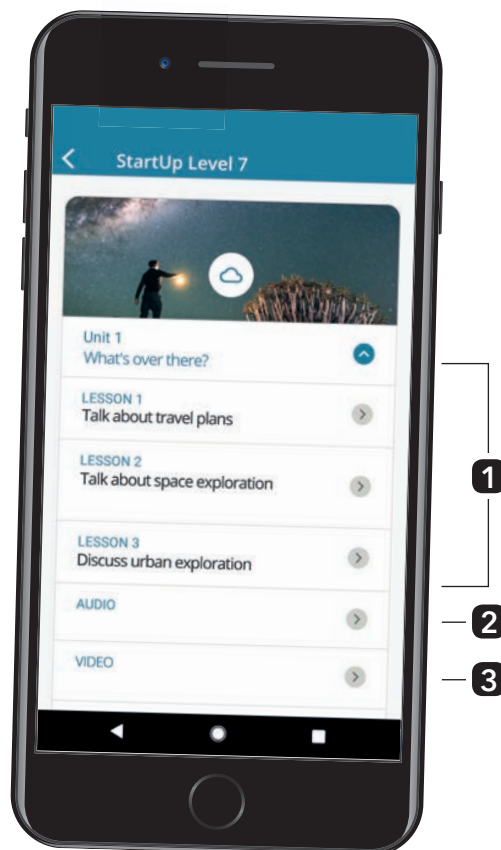 StartUp Level 7
Unit 1
What's over there?
LESSON 1
Talk about travel plans
LESSON 2
Talk about space exploration
LESSON 3
Discuss urban exploration
AUDIO
VIDEO
1
2
3